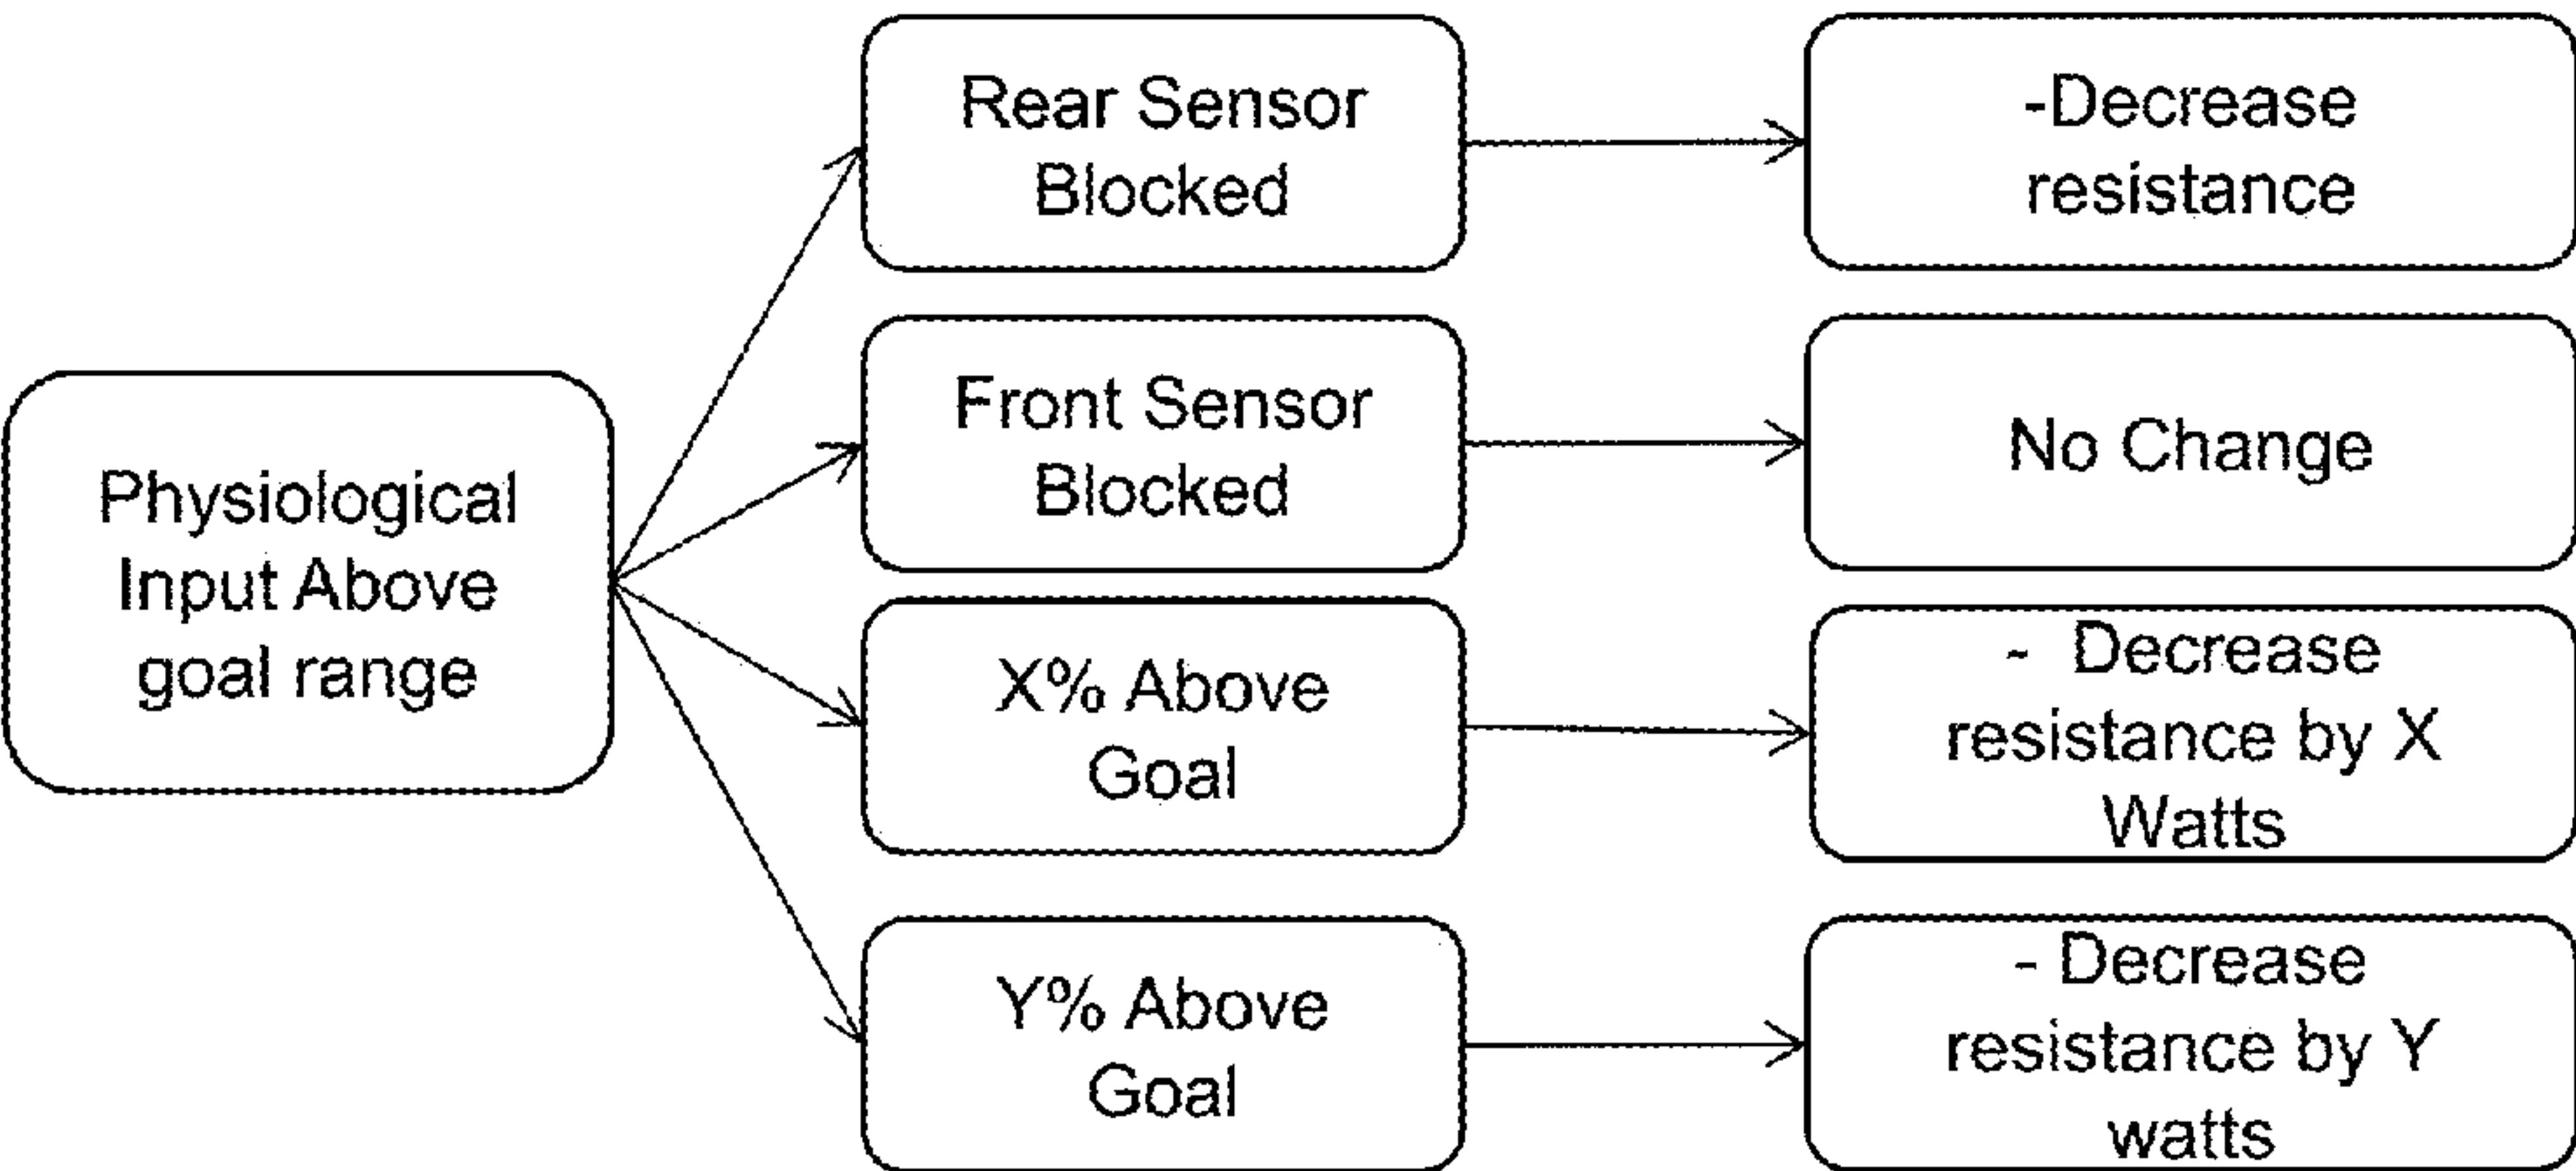 Physiological
Input Above
goal range
Rear Sensor
Blocked
-Decrease
resistance
Front Sensor
Blocked
No Change
X% Above
Goal
- Decrease
resistance by X
Watts
Y% Above
Goal
- Decrease
resistance by Y
watts